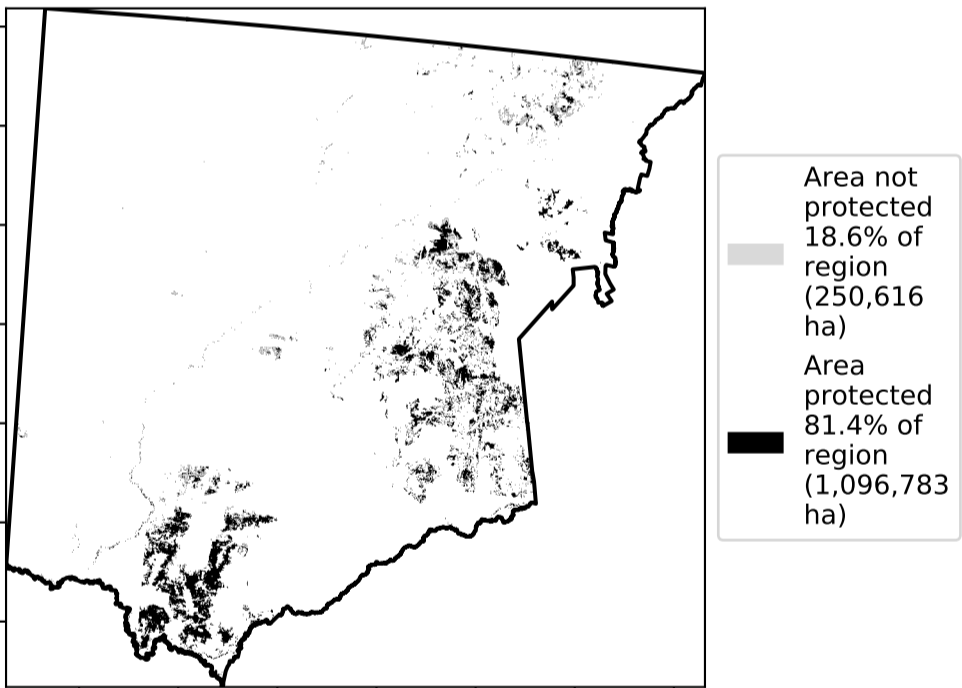 Area not
protected
18.6% of
region
(250,616
ha)
Area
protected
81.4% of
region
(1,096,783
ha)